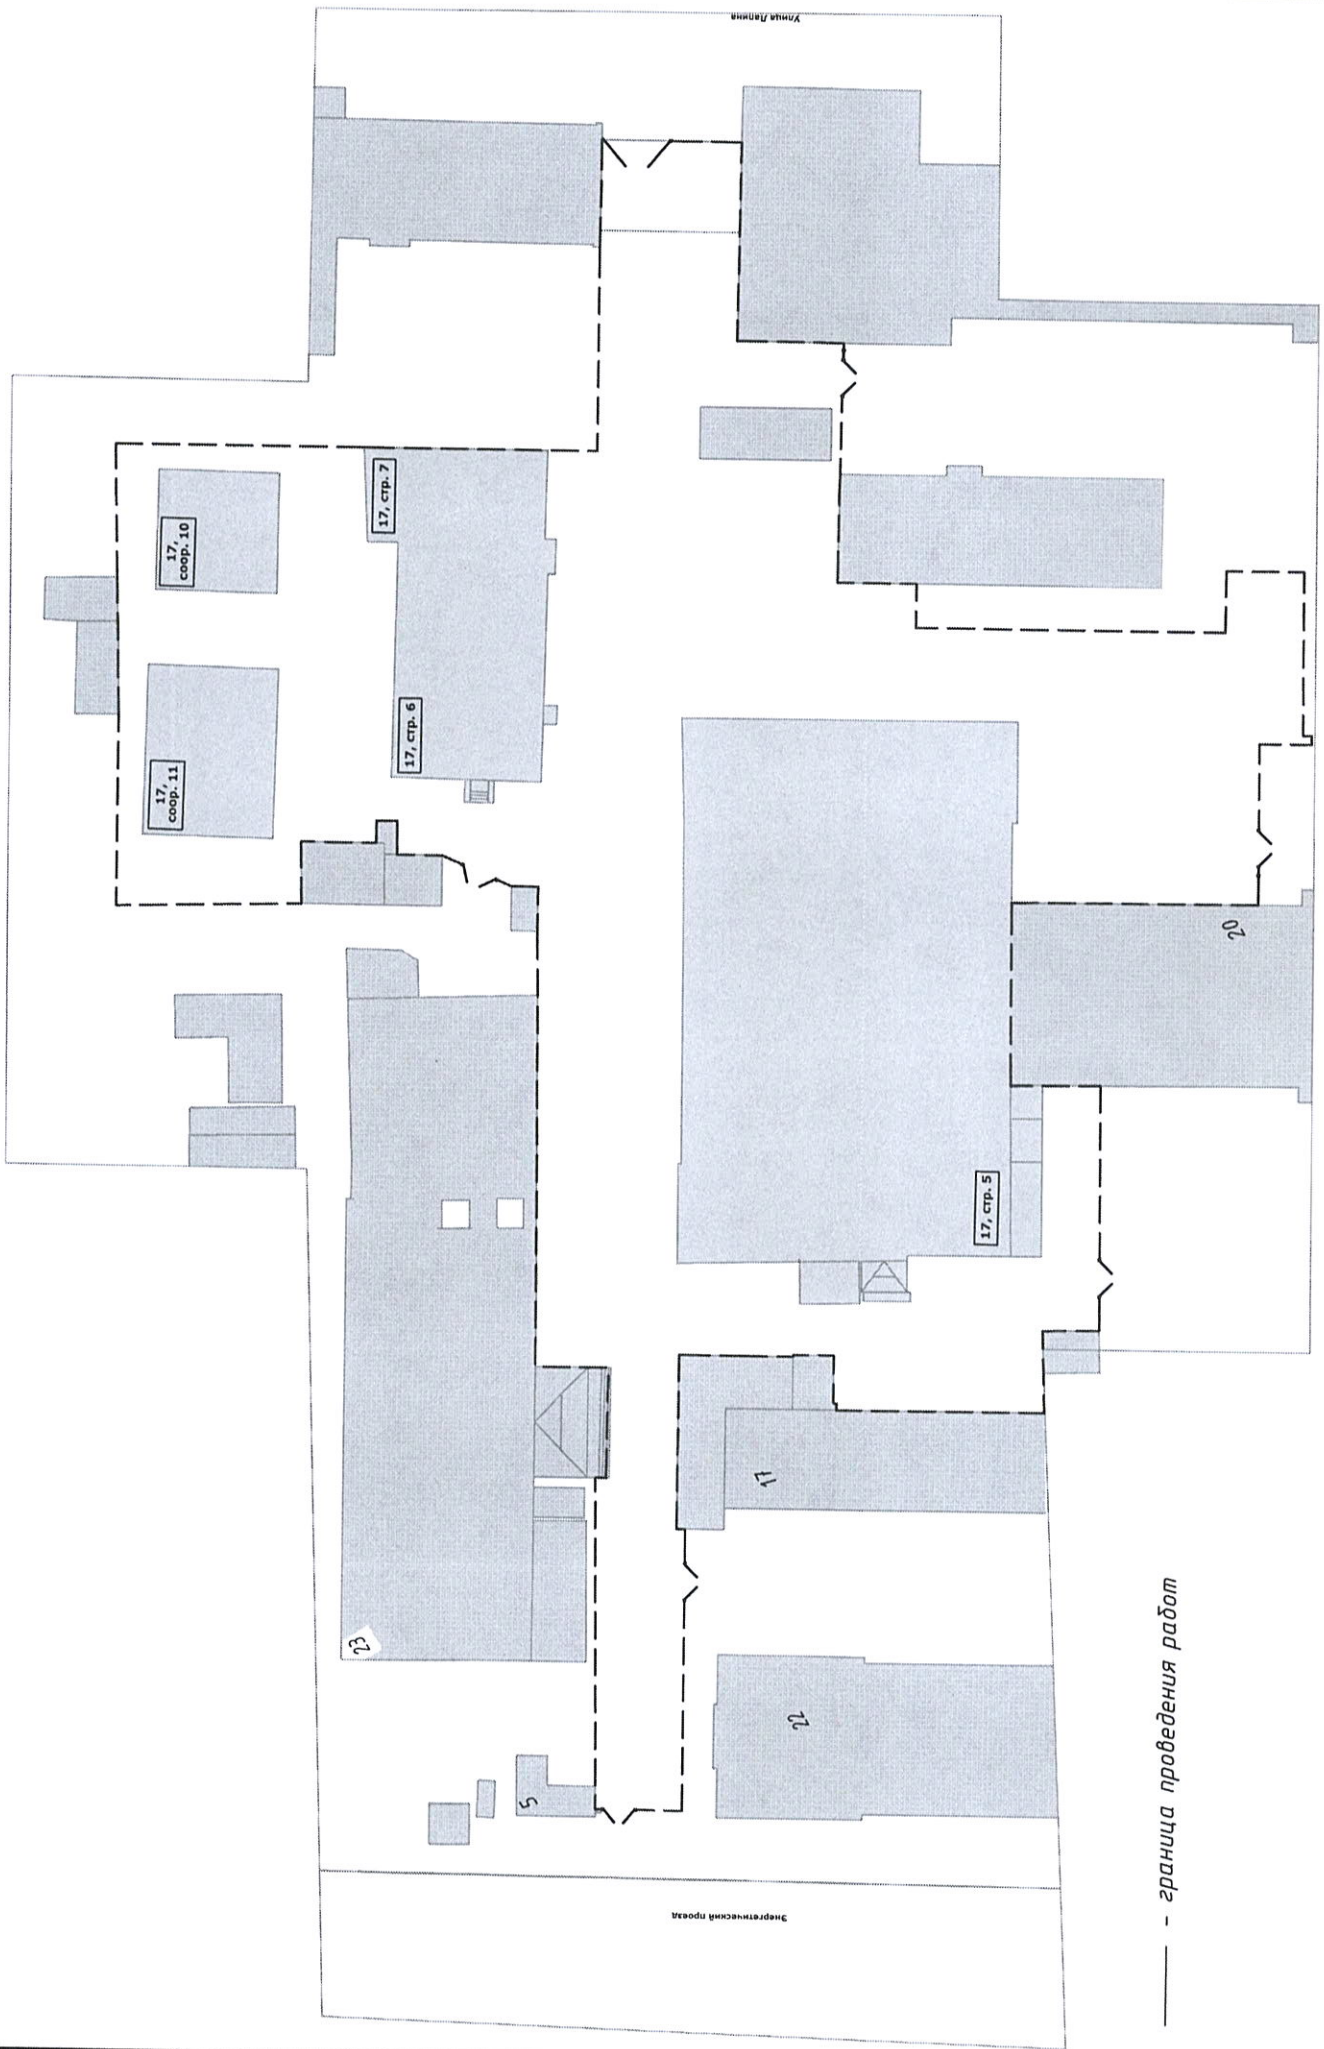 Улица Лапина
17, стр. 7
17,
соор. 10
17, стр. 6
17,
соор. 11
20
17, стр. 5
17
23
22
5
Энергетический проезд
- граница проведения работ